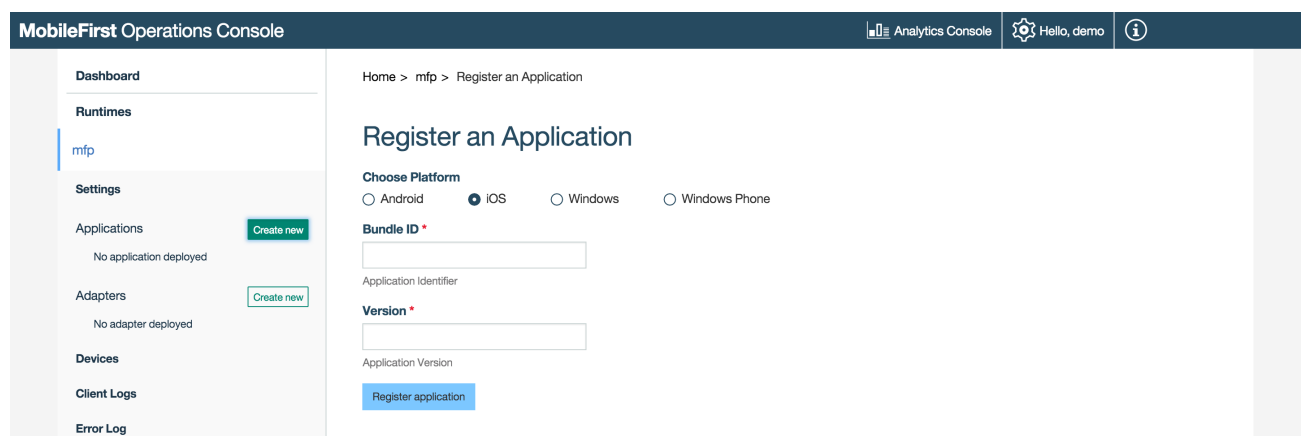 MobileFirst Operations Console
Analytics Console
Hello, demo
Dashboard
Runtimes
mfp
Settings
Applications
Create new
No application deployed
Adapters
Create new
No adapter deployed
Devices
Client Logs
Error Log
Home > mfp > Register an Application
Register an Application
Choose Platform
Android iOS Windows Windows Phone
Bundle ID *
Application Identifier
Version *
Application Version
Register application